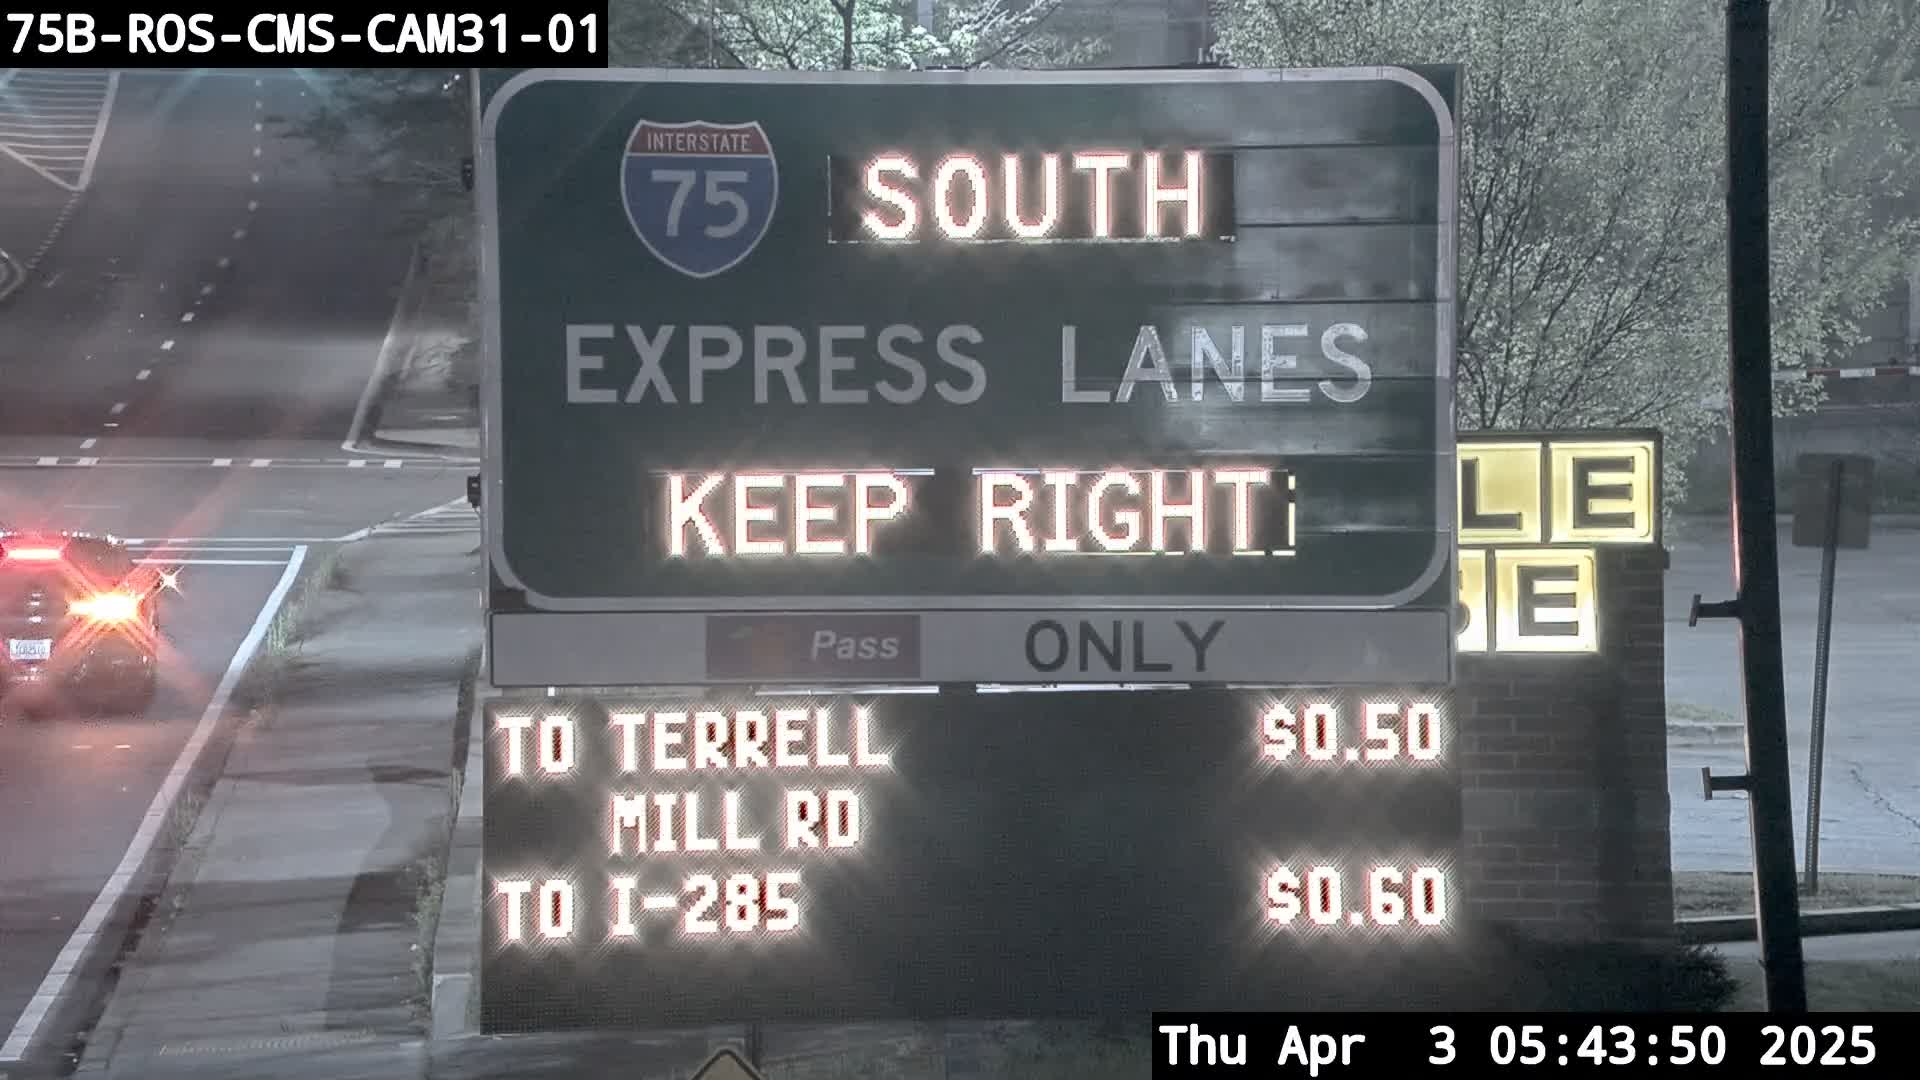 75B-ROS-CMS-CAM31-01
INTERSTATE
75
SOUTH
EXPRESS LANES
KEEP RIGHT
Pass ONLY
TO TERRELL $0.50
MILL RD
TO I-285 $0.60
LE
E
Thu Apr 3 05:43:50 2025